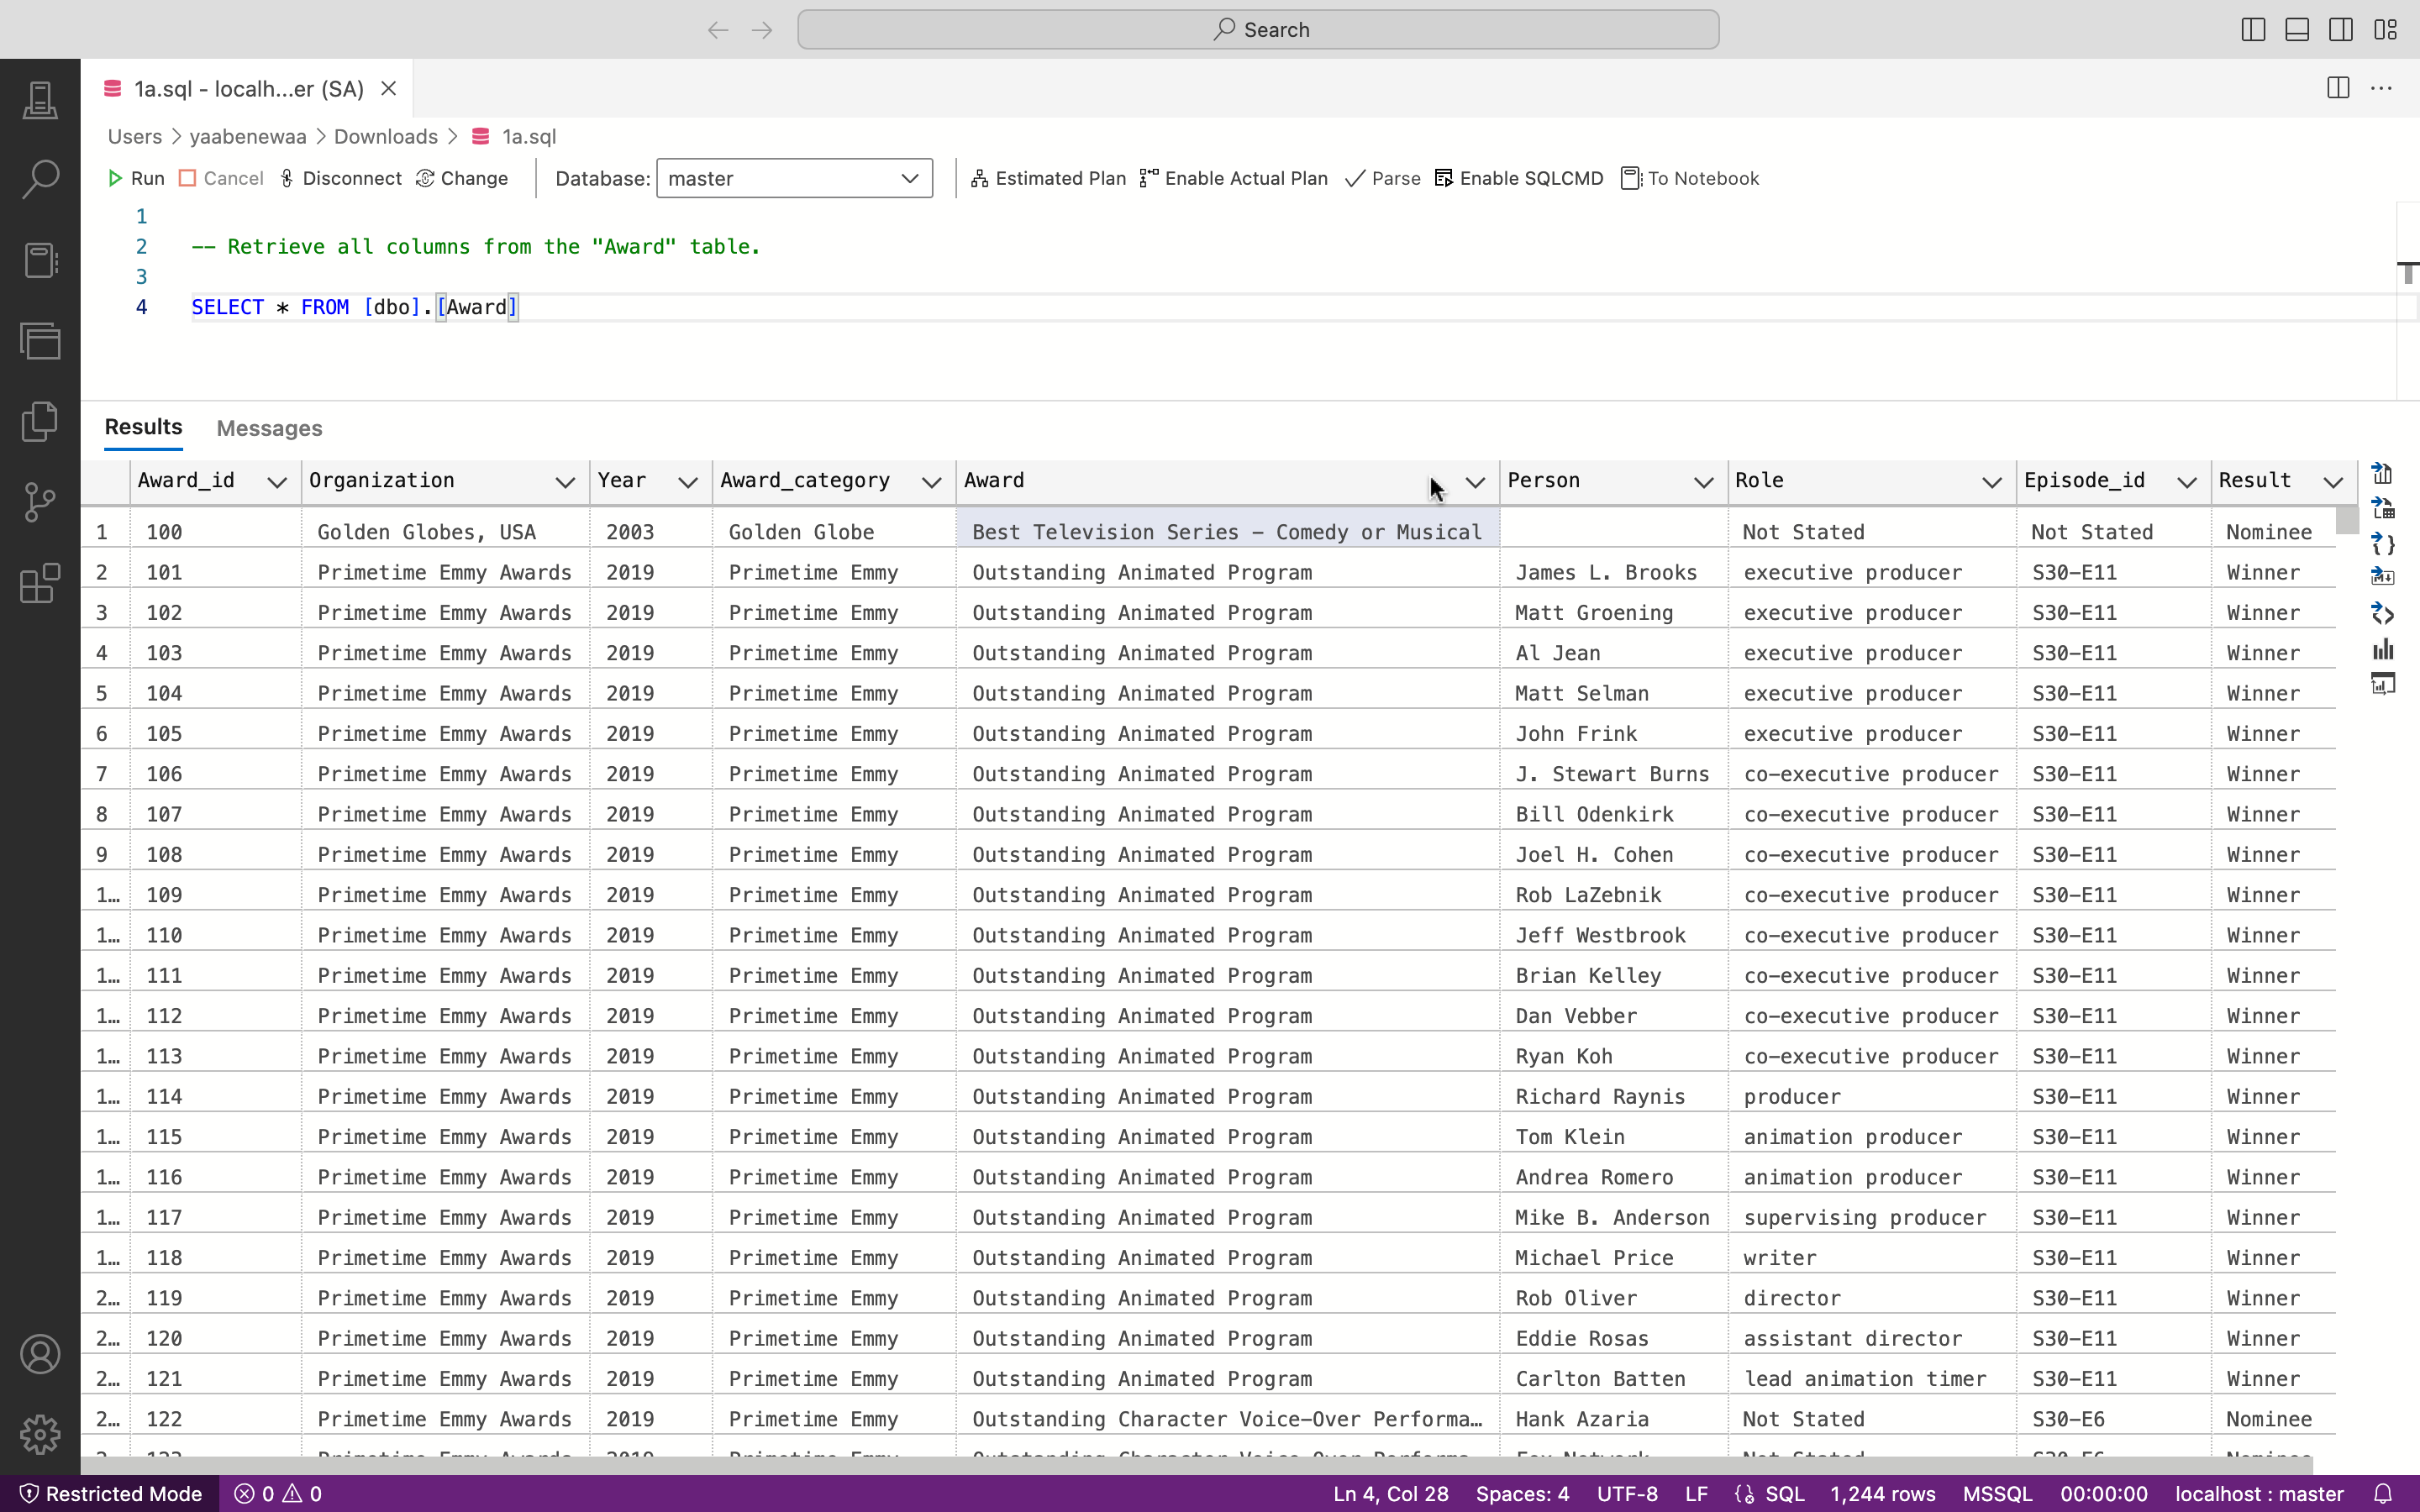 Search
1a.sql - localh...er (SA)
Users > yaabenewaa > Downloads > 1a.sql
Run Cancel Disconnect Change Database: master Estimated Plan Enable Actual Plan Parse Enable SQLCMD To Notebook
1
2 -- Retrieve all columns from the "Award" table.
3
4 SELECT * FROM [dbo].[Award]
Results Messages
Award_id Organization Year Award_category Award Person Role Episode_id Result
1 100 Golden Globes, USA 2003 Golden Globe Best Television Series – Comedy or Musical Not Stated Not Stated Nominee
2 101 Primetime Emmy Awards 2019 Primetime Emmy Outstanding Animated Program James L. Brooks executive producer S30-E11 Winner
3 102 Primetime Emmy Awards 2019 Primetime Emmy Outstanding Animated Program Matt Groening executive producer S30-E11 Winner
4 103 Primetime Emmy Awards 2019 Primetime Emmy Outstanding Animated Program Al Jean executive producer S30-E11 Winner
5 104 Primetime Emmy Awards 2019 Primetime Emmy Outstanding Animated Program Matt Selman executive producer S30-E11 Winner
6 105 Primetime Emmy Awards 2019 Primetime Emmy Outstanding Animated Program John Frink executive producer S30-E11 Winner
7 106 Primetime Emmy Awards 2019 Primetime Emmy Outstanding Animated Program J. Stewart Burns co-executive producer S30-E11 Winner
8 107 Primetime Emmy Awards 2019 Primetime Emmy Outstanding Animated Program Bill Odenkirk co-executive producer S30-E11 Winner
9 108 Primetime Emmy Awards 2019 Primetime Emmy Outstanding Animated Program Joel H. Cohen co-executive producer S30-E11 Winner
1… 109 Primetime Emmy Awards 2019 Primetime Emmy Outstanding Animated Program Rob LaZebnik co-executive producer S30-E11 Winner
1… 110 Primetime Emmy Awards 2019 Primetime Emmy Outstanding Animated Program Jeff Westbrook co-executive producer S30-E11 Winner
1… 111 Primetime Emmy Awards 2019 Primetime Emmy Outstanding Animated Program Brian Kelley co-executive producer S30-E11 Winner
1… 112 Primetime Emmy Awards 2019 Primetime Emmy Outstanding Animated Program Dan Vebber co-executive producer S30-E11 Winner
1… 113 Primetime Emmy Awards 2019 Primetime Emmy Outstanding Animated Program Ryan Koh co-executive producer S30-E11 Winner
1… 114 Primetime Emmy Awards 2019 Primetime Emmy Outstanding Animated Program Richard Raynis producer S30-E11 Winner
1… 115 Primetime Emmy Awards 2019 Primetime Emmy Outstanding Animated Program Tom Klein animation producer S30-E11 Winner
1… 116 Primetime Emmy Awards 2019 Primetime Emmy Outstanding Animated Program Andrea Romero animation producer S30-E11 Winner
1… 117 Primetime Emmy Awards 2019 Primetime Emmy Outstanding Animated Program Mike B. Anderson supervising producer S30-E11 Winner
1… 118 Primetime Emmy Awards 2019 Primetime Emmy Outstanding Animated Program Michael Price writer S30-E11 Winner
2… 119 Primetime Emmy Awards 2019 Primetime Emmy Outstanding Animated Program Rob Oliver director S30-E11 Winner
2… 120 Primetime Emmy Awards 2019 Primetime Emmy Outstanding Animated Program Eddie Rosas assistant director S30-E11 Winner
2… 121 Primetime Emmy Awards 2019 Primetime Emmy Outstanding Animated Program Carlton Batten lead animation timer S30-E11 Winner
2… 122 Primetime Emmy Awards 2019 Primetime Emmy Outstanding Character Voice-Over Performa… Hank Azaria Not Stated S30-E6 Nominee
Restricted Mode 0 0 Ln 4, Col 28 Spaces: 4 UTF-8 LF SQL 1,244 rows MSSQL 00:00:00 localhost : master